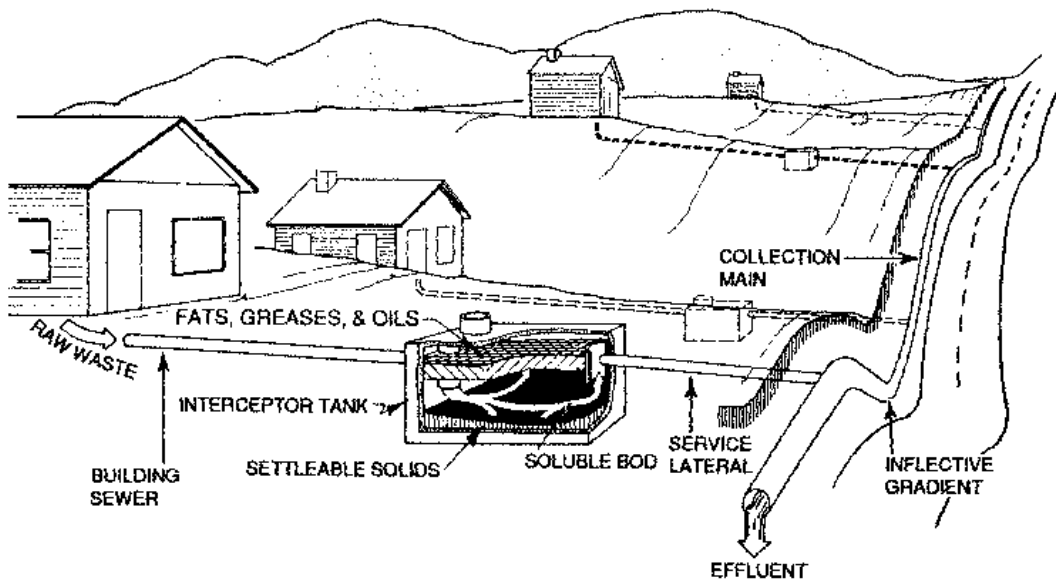 COLLECTION
MAIN
FATS, GREASES, & OILS
RAW WASTE
INTERCEPTOR TANK
SETTLEABLE SOLIDS
SOLUBLE BOD
SERVICE
LATERAL
BUILDING
SEWER
INFLECTIVE
GRADIENT
EFFLUENT